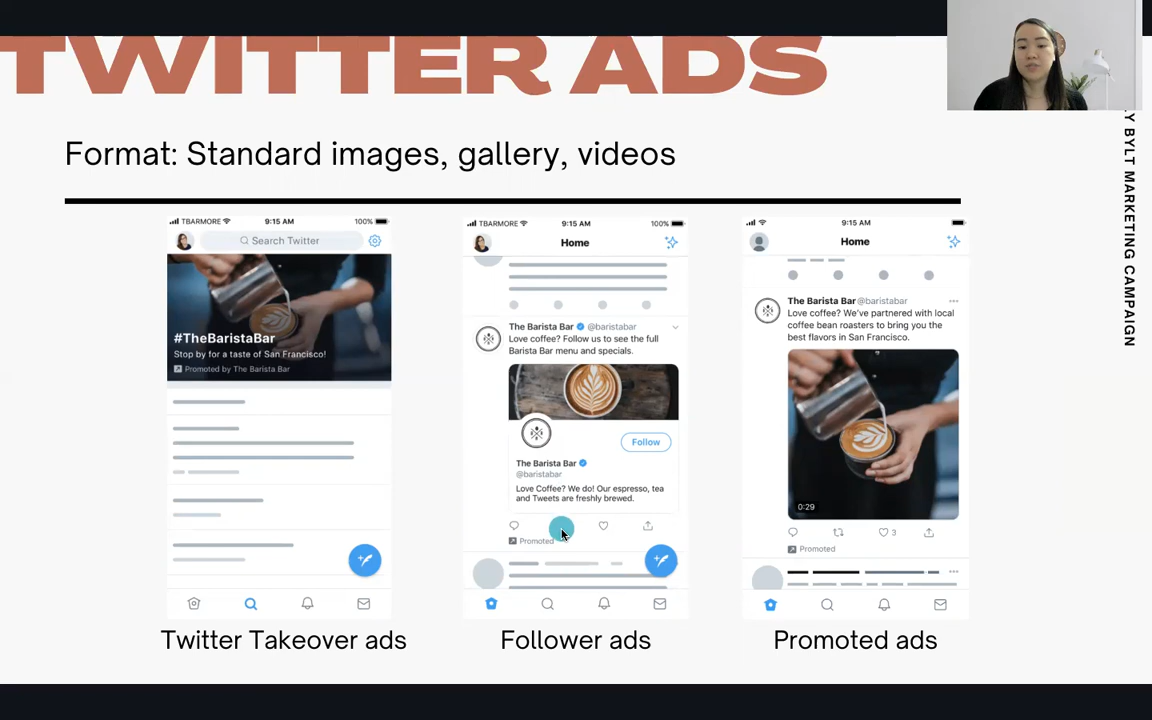 TWITTER ADS
Format: Standard images, gallery, videos
TBARMORE
9:15 AM
100%
Search Twitter
#TheBaristaBar
Stop by for a taste of San Francisco!
Promoted by The Barista Bar
Twitter Takeover ads
TBARMORE
9:15 AM
100%
Home
The Barista Bar @baristabar
Love coffee? Follow us to see the full
Barista Bar menu and specials.
Follow
The Barista Bar
@baristabar
Love Coffee? We do! Our espresso, tea
and Tweets are freshly brewed.
Promoted
Follower ads
9:15 AM
Home
The Barista Bar @baristabar
Love coffee? We've partnered with local
coffee bean roasters to bring you the
best flavors in San Francisco.
0:29
3
Promoted
Promoted ads
BYLT MARKETING CAMPAIGN